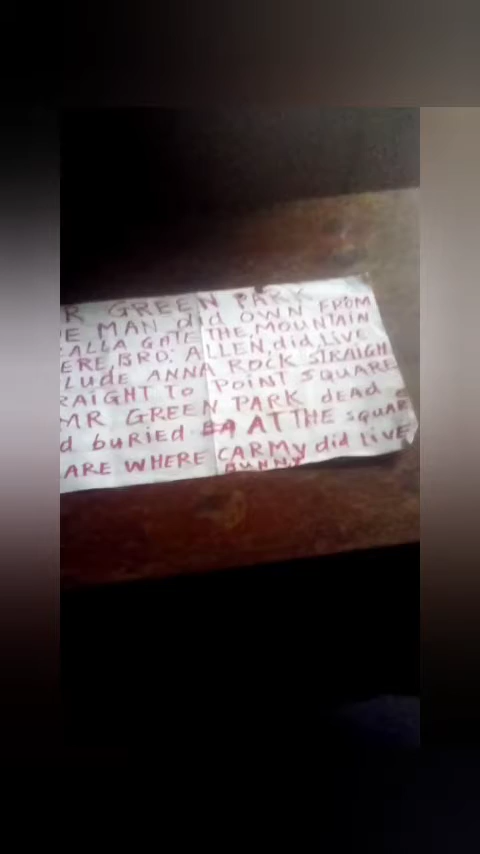 R GREEN PARK
E MAN did OWN FROM
ALLA GATE THE MOUNTAIN
ERE, BRO. ALLEN, did LIVE
LUDE ANNA ROCK STRAIGH
RAIGHT TO POINT SQUARE
MR GREEN PARK dEAd
d buried AT THE SQUAR
ARE WHERE CARMY did LIVE
BUNNY